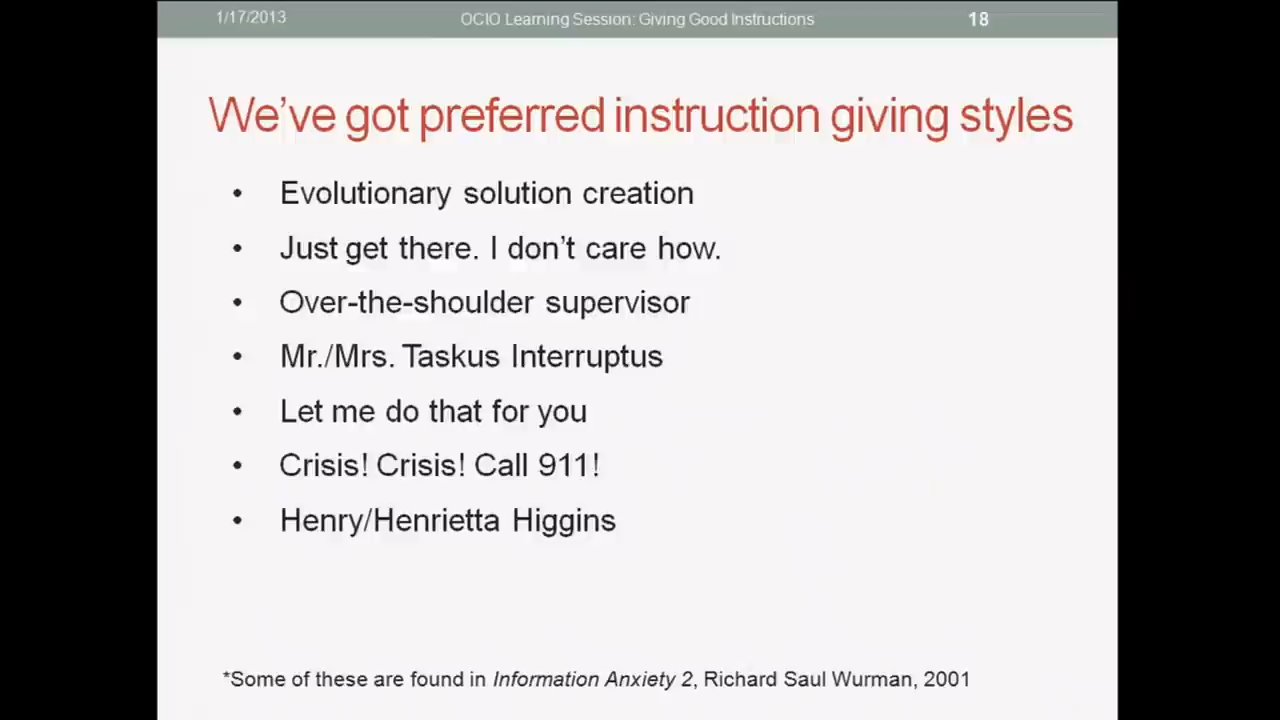 1/17/2013 OCIO Learning Session: Giving Good Instructions 18
We've got preferred instruction giving styles
• Evolutionary solution creation
• Just get there. I don't care how.
• Over-the-shoulder supervisor
• Mr./Mrs. Taskus Interruptus
• Let me do that for you
• Crisis! Crisis! Call 911!
• Henry/Henrietta Higgins
*Some of these are found in Information Anxiety 2, Richard Saul Wurman, 2001